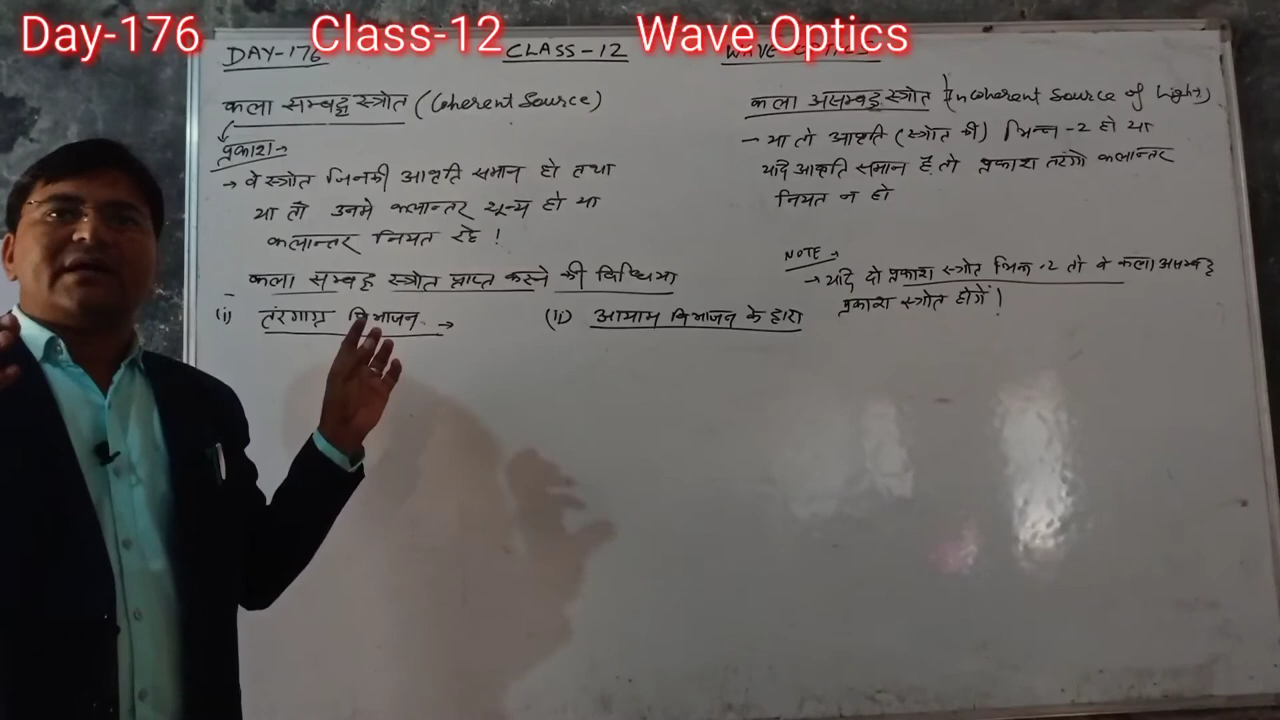 Day-176 Class-12 Wave Optics
DAY-176 CLASS-12 WAVE OPTICS
कला सम्बद्ध स्त्रोत (Coherent Source)
प्रकाश→
→ वे स्त्रोत जिनकी आवृति समान हो तथा
या तो उनमे कलान्तर शून्य हो या
कलान्तर नियत रहे !
कला असम्बद्ध स्त्रोत (Incoherent Source of Light)
– या तो आवृति (स्त्रोत की) भिन्न-2 हो या
यदि आवृति समान है तो प्रकाश तरंगो कलान्तर
नियत न हो
NOTE →
→ यदि दो प्रकाश स्त्रोत भिन्न-2 तो वे कला असम्बद्ध
प्रकाश स्त्रोत होगें !
कला सम्बद्ध स्त्रोत प्राप्त करने की विधिया
(i) तंरगाग्र विभाजन → (ii) आयाम विभाजन के द्वारा